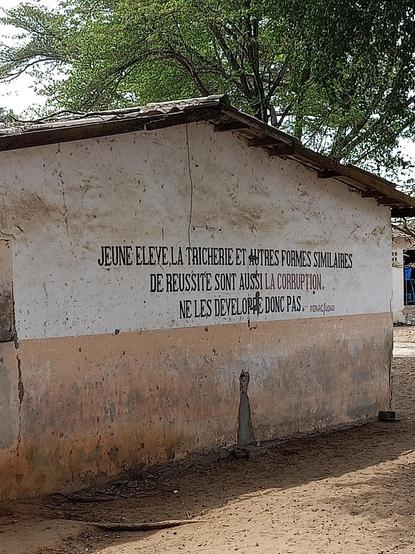 JEUNE ELEVE, LA TRICHERIE ET AUTRES FORMES SIMILAIRES
DE REUSSITE SONT AUSSI LA CORRUPTION.
NE LES DEVELOPPE DONC PAS.